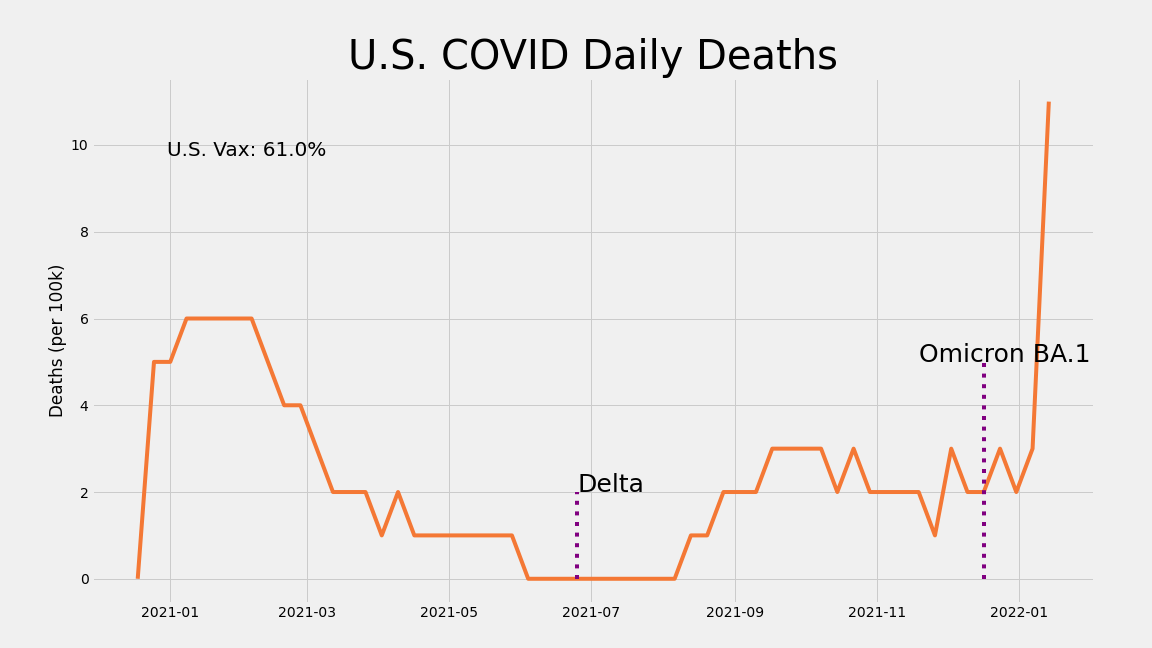 U.S. COVID Daily Deaths
U.S. Vax: 61.0%
Deaths (per 100k)
10
8
6
4
2
0
Omicron BA.1
Delta
2021-01
2021-03
2021-05
2021-07
2021-09
2021-11
2022-01